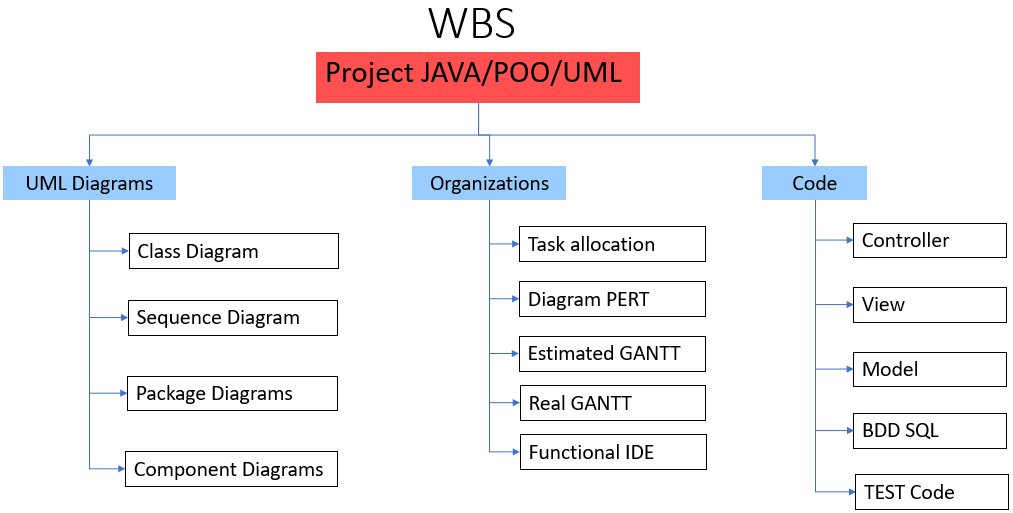 WBS
Project JAVA/POO/UML
UML Diagrams
Class Diagram
Sequence Diagram
Package Diagrams
Component Diagrams
Organizations
Task allocation
Diagram PERT
Estimated GANTT
Real GANTT
Functional IDE
Code
Controller
View
Model
BDD SQL
TEST Code